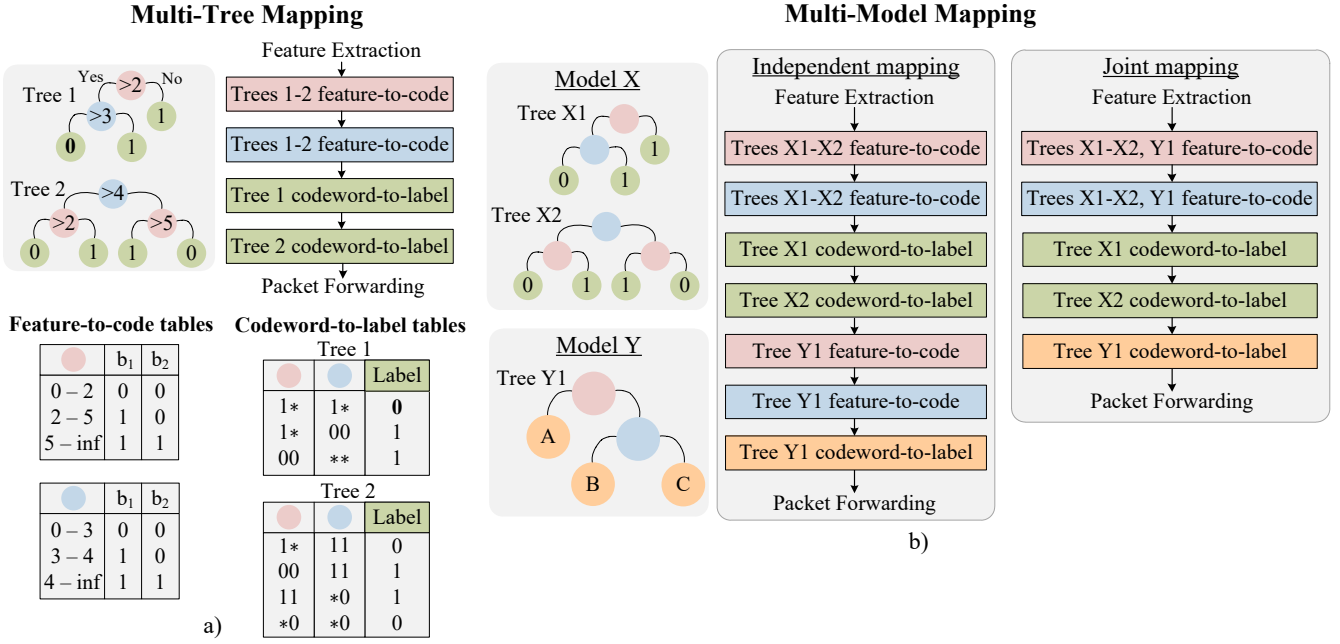 Multi-Tree Mapping
Feature Extraction
Yes
No
Tree 1
>2
>3
1
0
1
Tree 2
>4
>2
>5
0
1
1
0
Trees 1-2 feature-to-code
Trees 1-2 feature-to-code
Tree 1 codeword-to-label
Tree 2 codeword-to-label
Packet Forwarding
Feature-to-code tables
b1 b2
0 – 2 0 0
2 – 5 1 0
5 – inf 1 1
b1 b2
0 – 3 0 0
3 – 4 1 0
4 – inf 1 1
Codeword-to-label tables
Tree 1
Label
1* 1* 0
1* 00 1
00 ** 1
Tree 2
Label
1* 11 0
00 11 1
11 *0 1
*0 *0 0
a)
Multi-Model Mapping
Model X
Tree X1
1
0
1
Tree X2
0
1
1
0
Model Y
Tree Y1
A
B
C
Independent mapping
Feature Extraction
Trees X1-X2 feature-to-code
Trees X1-X2 feature-to-code
Tree X1 codeword-to-label
Tree X2 codeword-to-label
Tree Y1 feature-to-code
Tree Y1 feature-to-code
Tree Y1 codeword-to-label
Packet Forwarding
Joint mapping
Feature Extraction
Trees X1-X2, Y1 feature-to-code
Trees X1-X2, Y1 feature-to-code
Tree X1 codeword-to-label
Tree X2 codeword-to-label
Tree Y1 codeword-to-label
Packet Forwarding
b)